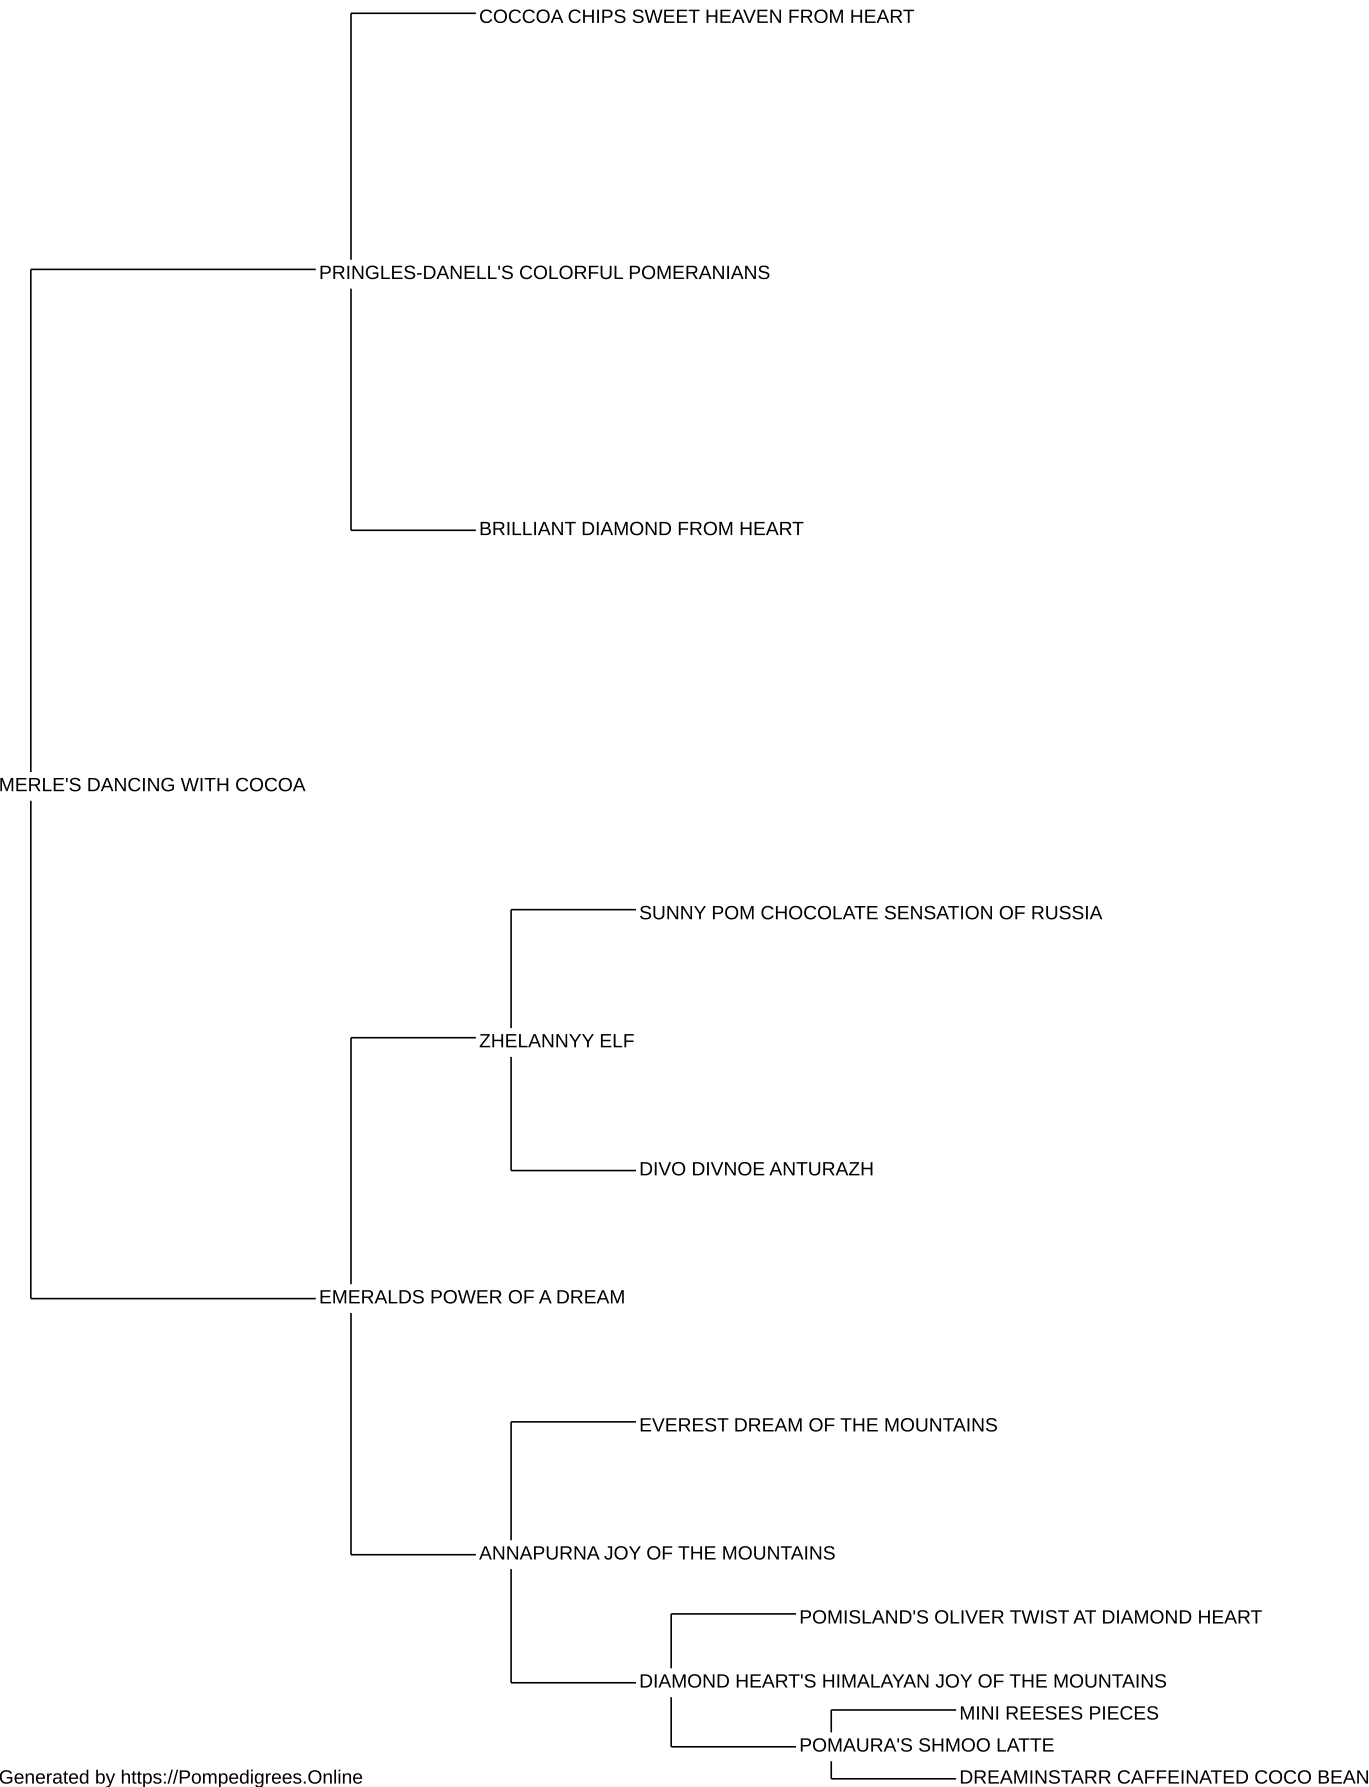 COCCOA CHIPS SWEET HEAVEN FROM HEART
PRINGLES-DANELL'S COLORFUL POMERANIANS
BRILLIANT DIAMOND FROM HEART
MERLE'S DANCING WITH COCOA
SUNNY POM CHOCOLATE SENSATION OF RUSSIA
ZHELANNYY ELF
DIVO DIVNOE ANTURAZH
EMERALDS POWER OF A DREAM
EVEREST DREAM OF THE MOUNTAINS
ANNAPURNA JOY OF THE MOUNTAINS
POMISLAND'S OLIVER TWIST AT DIAMOND HEART
DIAMOND HEART'S HIMALAYAN JOY OF THE MOUNTAINS
MINI REESES PIECES
POMAURA'S SHMOO LATTE
DREAMINSTARR CAFFEINATED COCO BEAN
Generated by https://Pompedigrees.Online